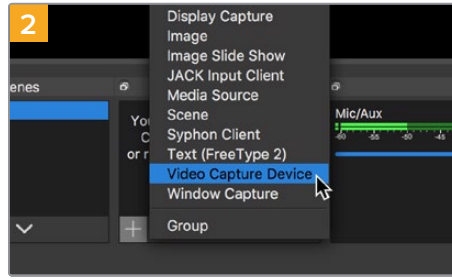 2
Display Capture
Image
Image Slide Show
JACK Input Client
Media Source
Scene
Syphon Client
Text (FreeType 2)
Video Capture Device
Window Capture
Group
enes
You
C
or r
Mic/Aux
-60 -55 -50 -45